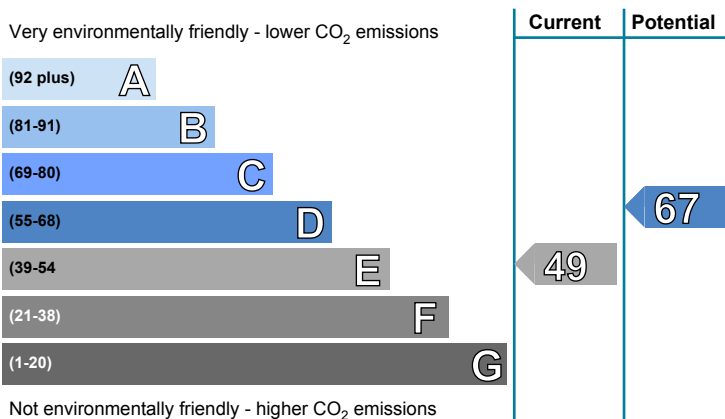 Current Potential
Very environmentally friendly - lower CO2 emissions
(92 plus) A
(81-91) B
(69-80) C
(55-68) D
67
(39-54 E
49
(21-38) F
(1-20) G
Not environmentally friendly - higher CO2 emissions